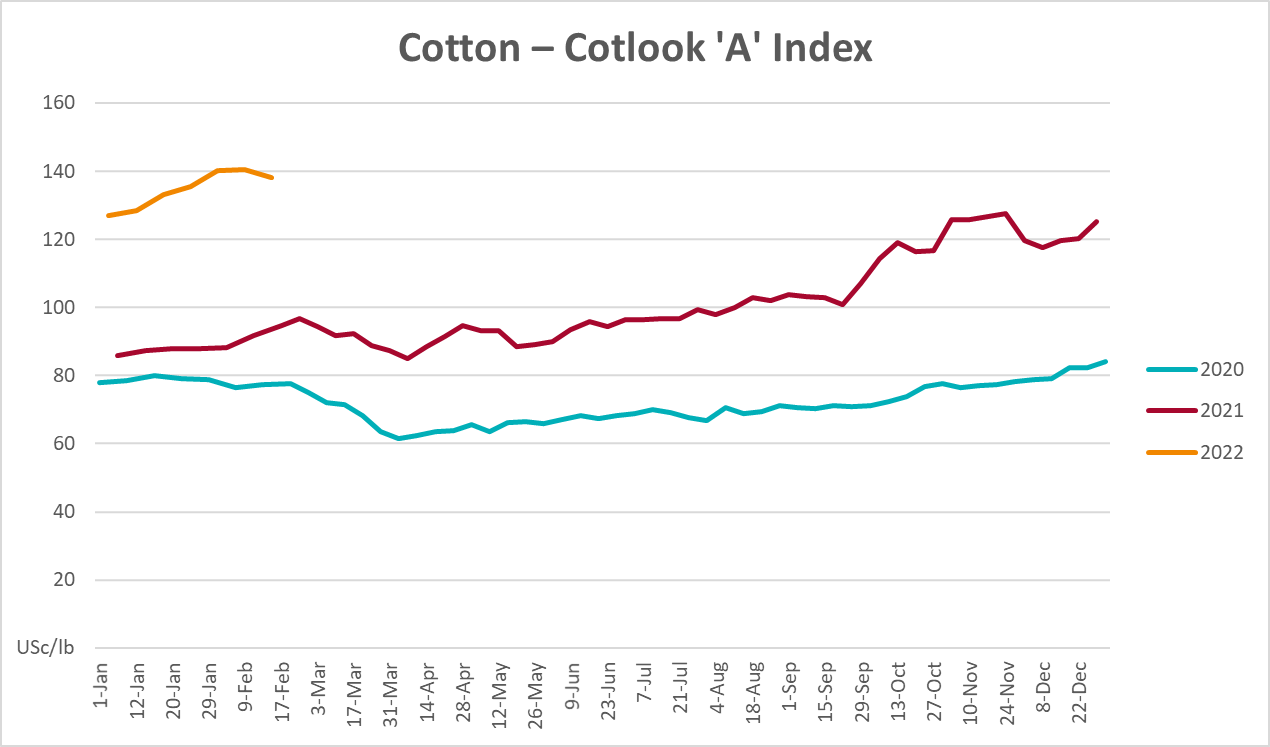 Cotton – Cotlook 'A' Index
160
140
120
100
80
60
40
20
USc/lb
1-Jan
12-Jan
20-Jan
29-Jan
9-Feb
17-Feb
3-Mar
17-Mar
31-Mar
14-Apr
28-Apr
12-May
26-May
9-Jun
23-Jun
7-Jul
21-Jul
4-Aug
18-Aug
1-Sep
15-Sep
29-Sep
13-Oct
27-Oct
10-Nov
24-Nov
8-Dec
22-Dec
2020
2021
2022